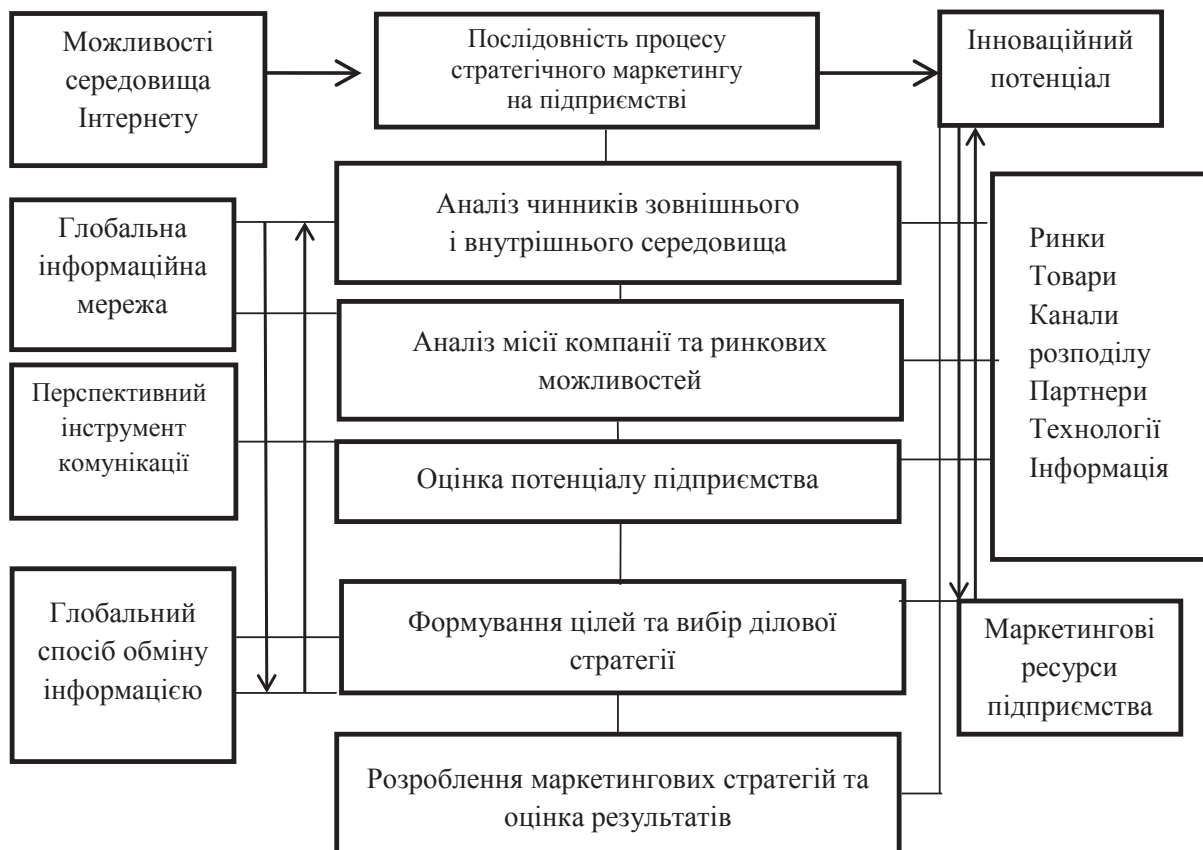 Можливості
середовища
Інтернету
Послідовність процесу
стратегічного маркетингу
на підприємстві
Інноваційний
потенціал
Глобальна
інформаційна
мережа
Аналіз чинників зовнішнього
і внутрішнього середовища
Ринки
Товари
Канали
розподілу
Партнери
Технології
Інформація
Аналіз місії компанії та ринкових
можливостей
Перспективний
інструмент
комунікації
Оцінка потенціалу підприємства
Глобальний
спосіб обміну
інформацією
Формування цілей та вибір ділової
стратегії
Маркетингові
ресурси
підприємства
Розроблення маркетингових стратегій та
оцінка результатів